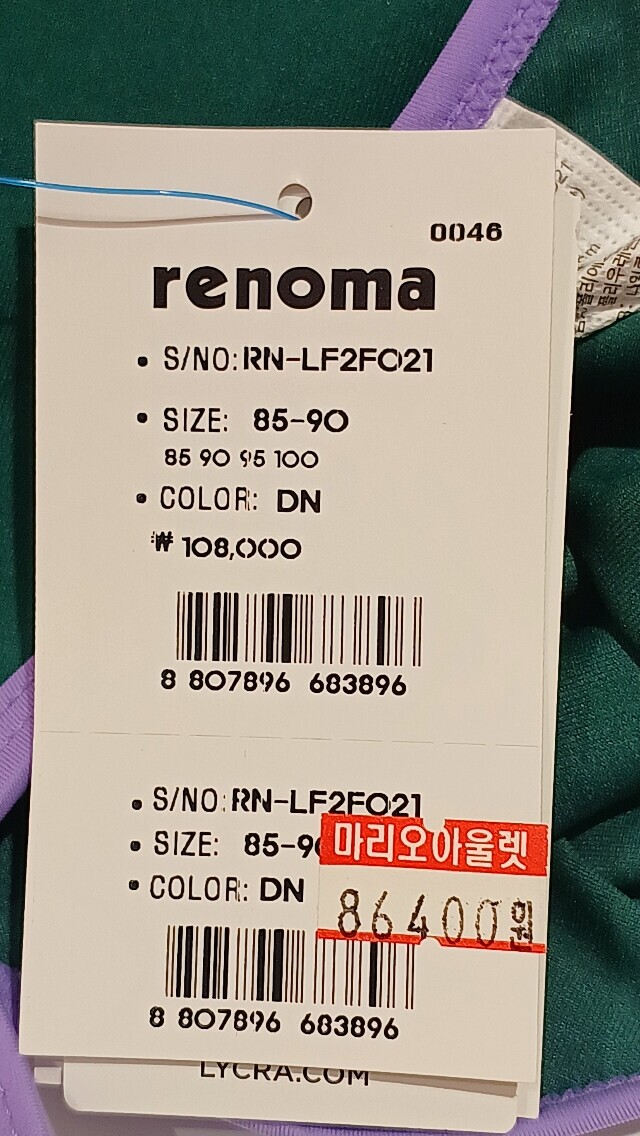 0046
renoma
• S/NO: RN-LF2FO21
• SIZE: 85-90
85 90 95 100
• COLOR: DN
₩ 108,000
8 807896 683896
• S/NO: RN-LF2FO21
• SIZE: 85-90
마리오아울렛
• COLOR: DN
86400원
8 807896 683896
LYCRA.COM